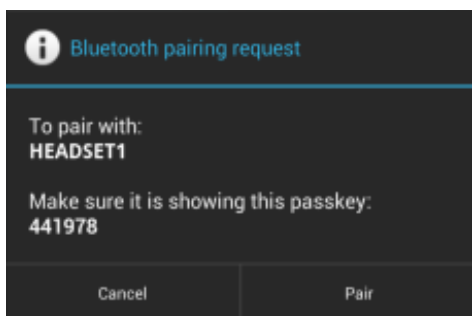 Bluetooth pairing request
To pair with:
HEADSET1
Make sure it is showing this passkey:
441978
Cancel
Pair